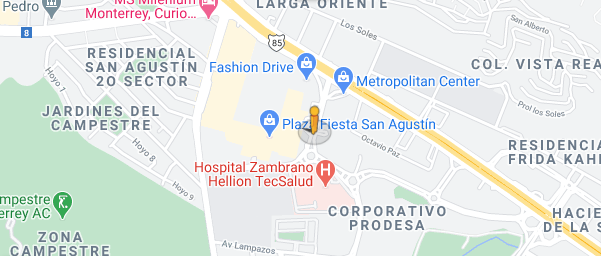 Pedro
MS Milenium
Monterrey, Curio...
LARGA ORIENTE
8
85
Los Soles
San Alberto
RESIDENCIAL
SAN AGUSTÍN
2O SECTOR
Hoyo 1
Fashion Drive
Metropolitan Center
COL. VISTA REA
Prol los Soles
JARDINES DEL
CAMPESTRE
Plaza Fiesta San Agustín
Octavio Paz
Hoyo 8
Hoyo 9
Hospital Zambrano
Hellion TecSalud
H
RESIDENCIA
FRIDA KAH
ampestre
errey AC
CORPORATIVO
PRODESA
HACIE
DE LA S
ZONA
CAMPESTRE
Av Lampazos